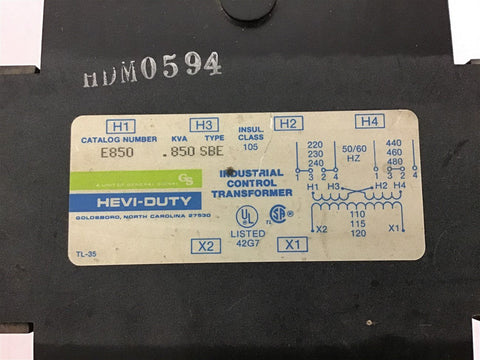 HDM0594
H1 H3 H2 H4
CATALOG NUMBER KVA TYPE INSUL. CLASS
E850 .850 SBE 105
220 230 240 50/60 HZ 440 460 480
1 3 2 4 1 3 2 4
GS
A UNIT OF GENERAL SIGNAL
HEVI-DUTY
GOLDSBORO, NORTH CAROLINA 27530
INDUSTRIAL CONTROL TRANSFORMER
H1 H3 H2 H4
UL SA
LISTED
42G7
110
115
120
X2 X1
X2 X1
TL-35